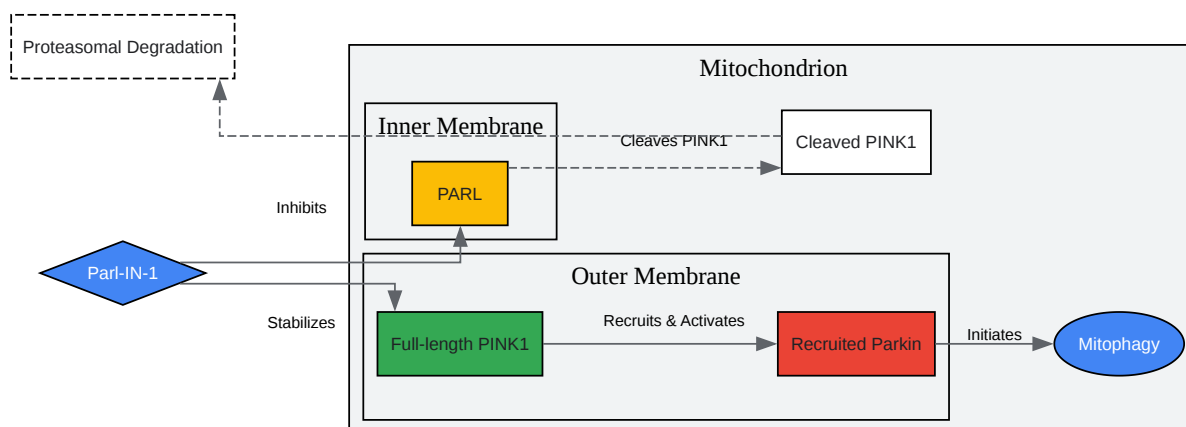 Proteasomal Degradation
Mitochondrion
Inner Membrane
Cleaves PINK1
Cleaved PINK1
PARL
Inhibits
Parl-IN-1
Outer Membrane
Stabilizes
Recruits & Activates
Initiates
Full-length PINK1
Recruited Parkin
Mitophagy